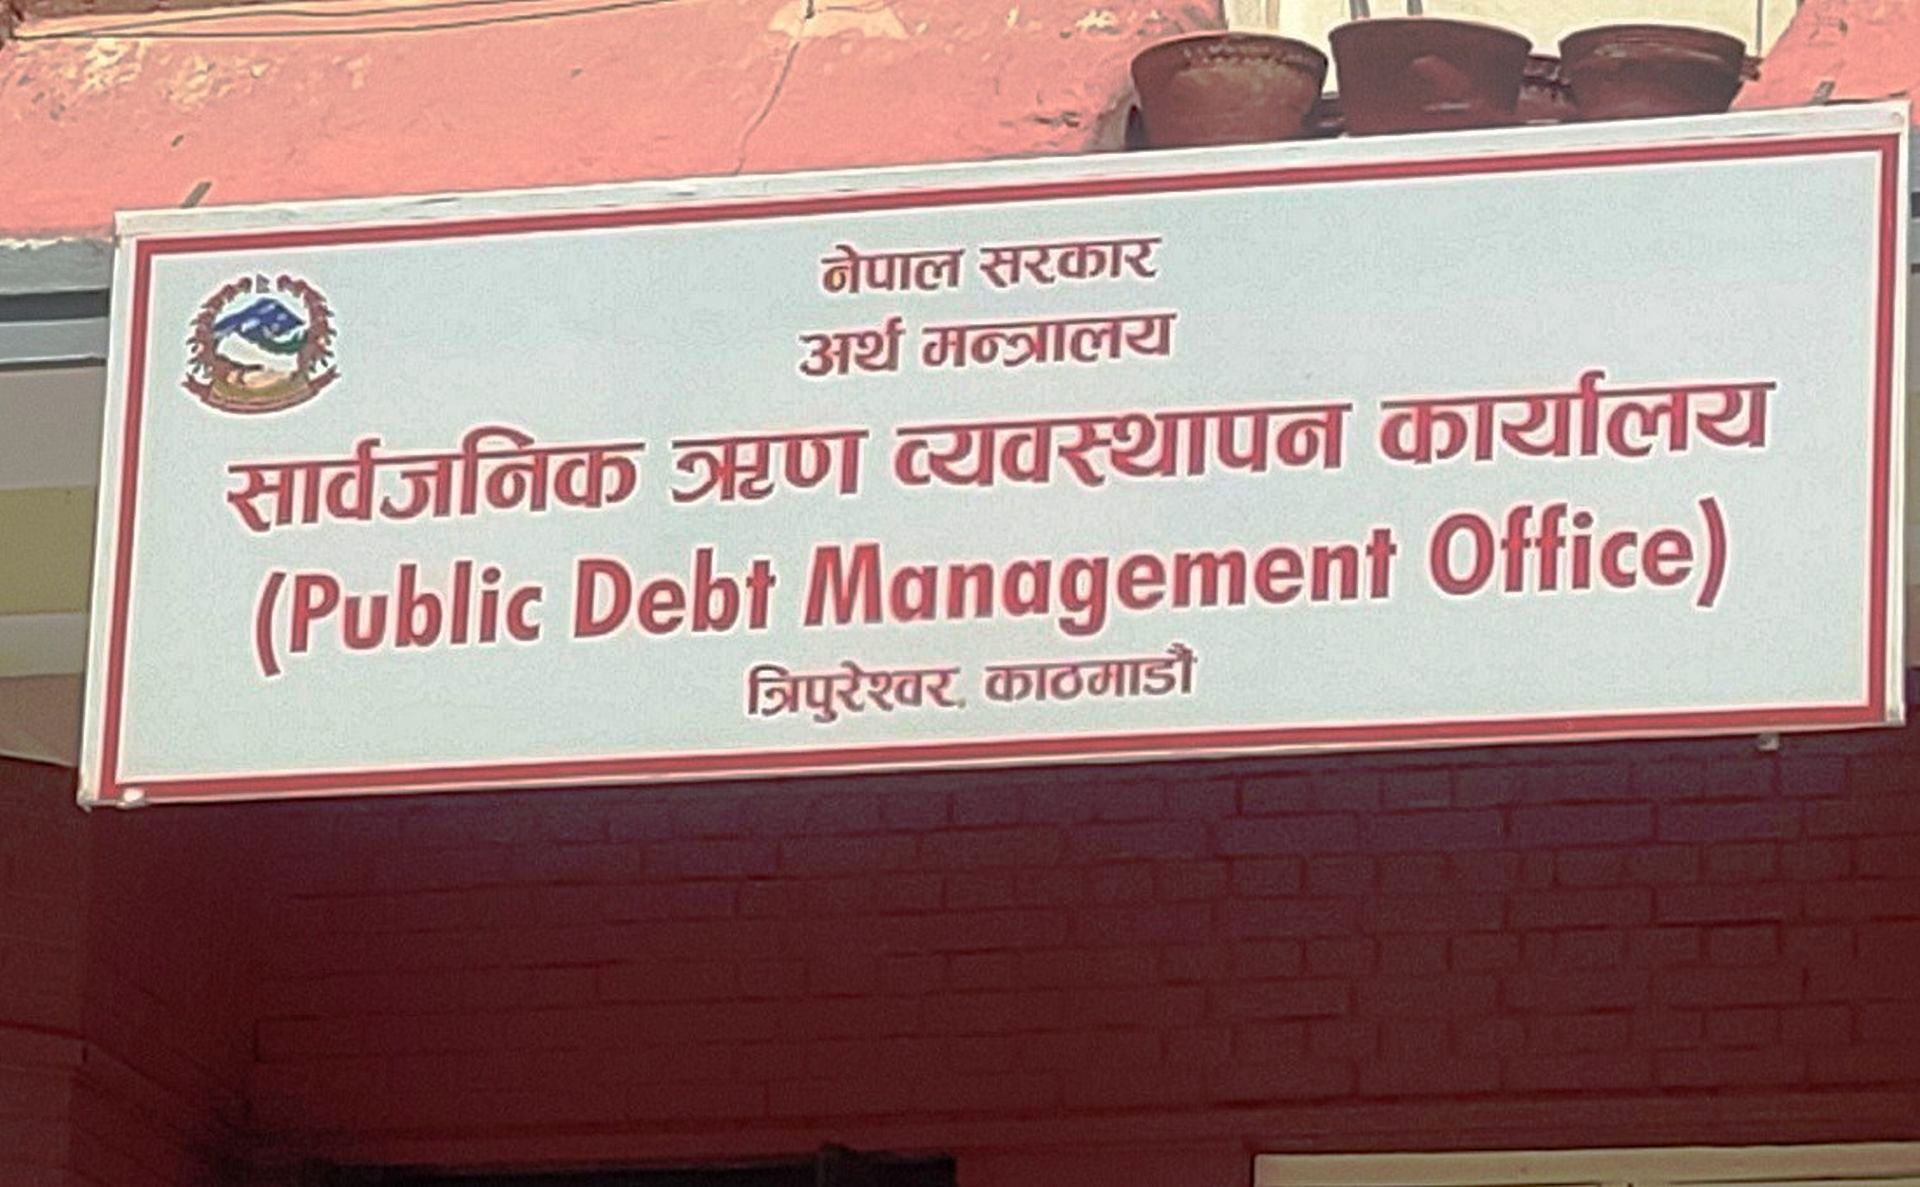 नेपाल सरकार
अर्थ मन्त्रालय
सार्वजनिक ऋण व्यवस्थापन कार्यालय
(Public Debt Management Office)
त्रिपुरेश्वर, काठमाडौं